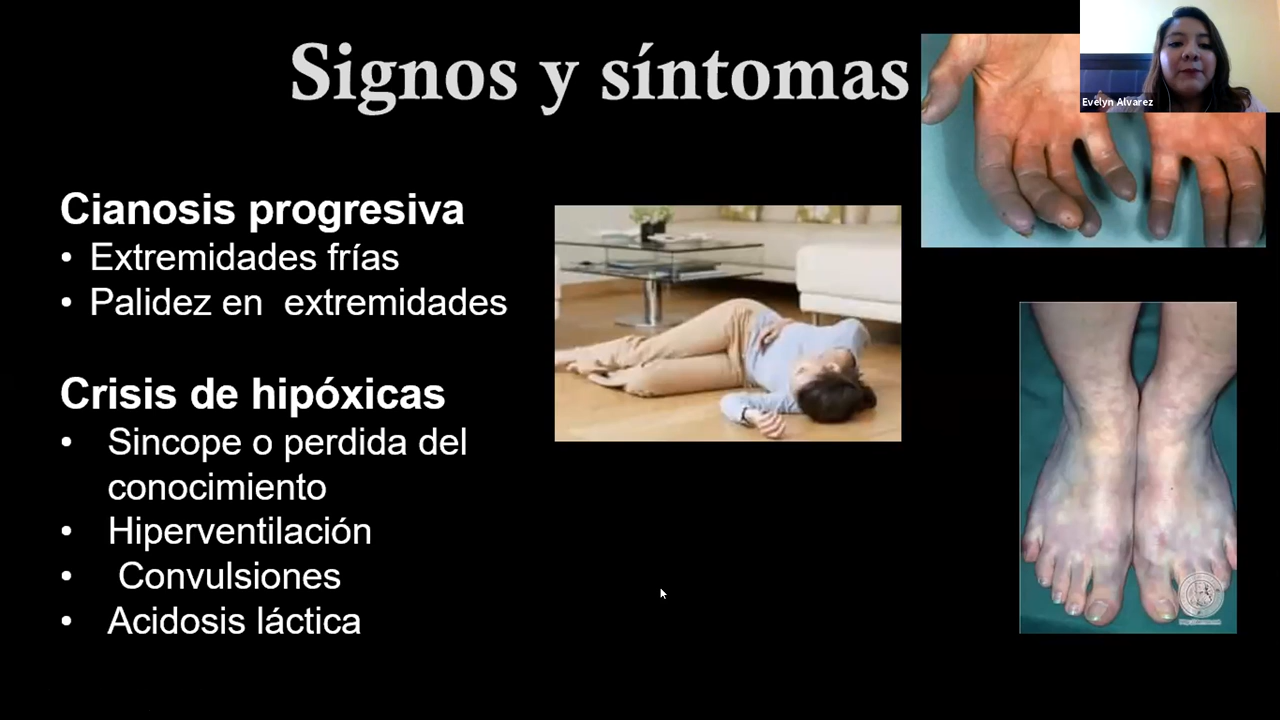 Signos y síntomas
Evelyn Alvarez
Cianosis progresiva
• Extremidades frías
• Palidez en  extremidades
Crisis de hipóxicas
• Sincope o perdida del
conocimiento
• Hiperventilación
• Convulsiones
• Acidosis láctica